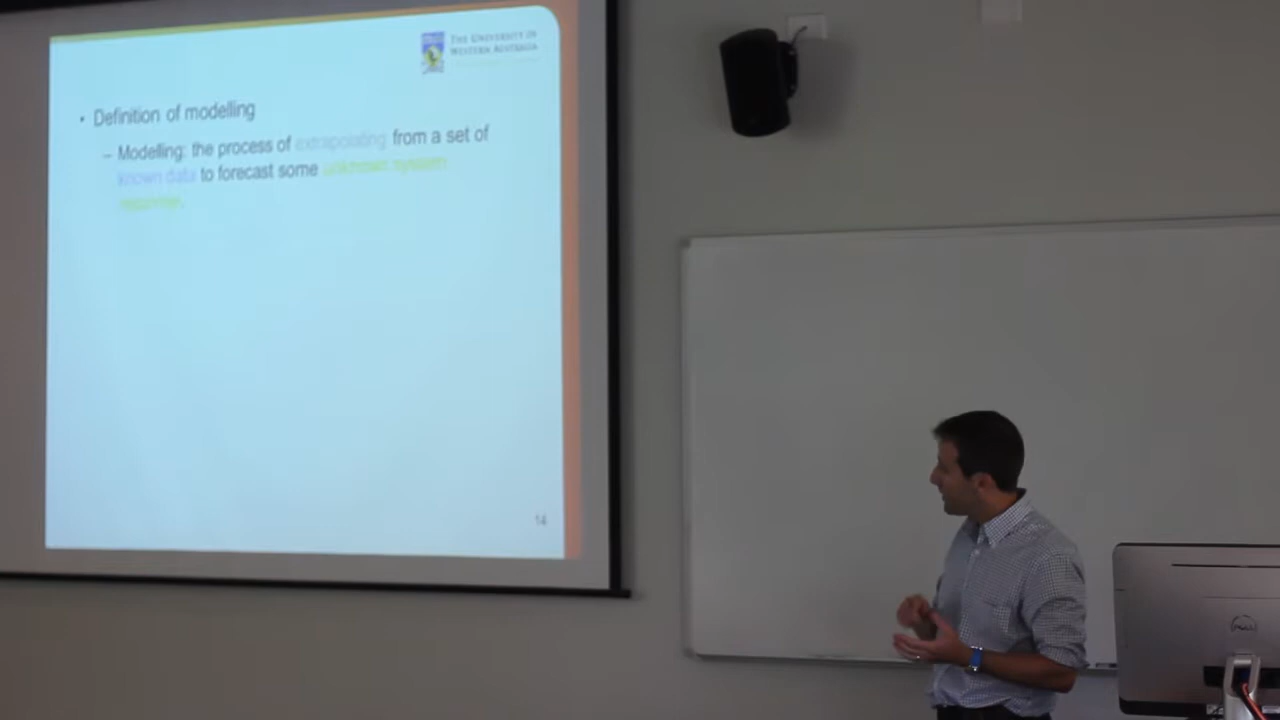 THE UNIVERSITY OF
WESTERN AUSTRALIA
• Definition of modelling
– Modelling: the process of extrapolating from a set of
known data to forecast some unknown system
14
DELL